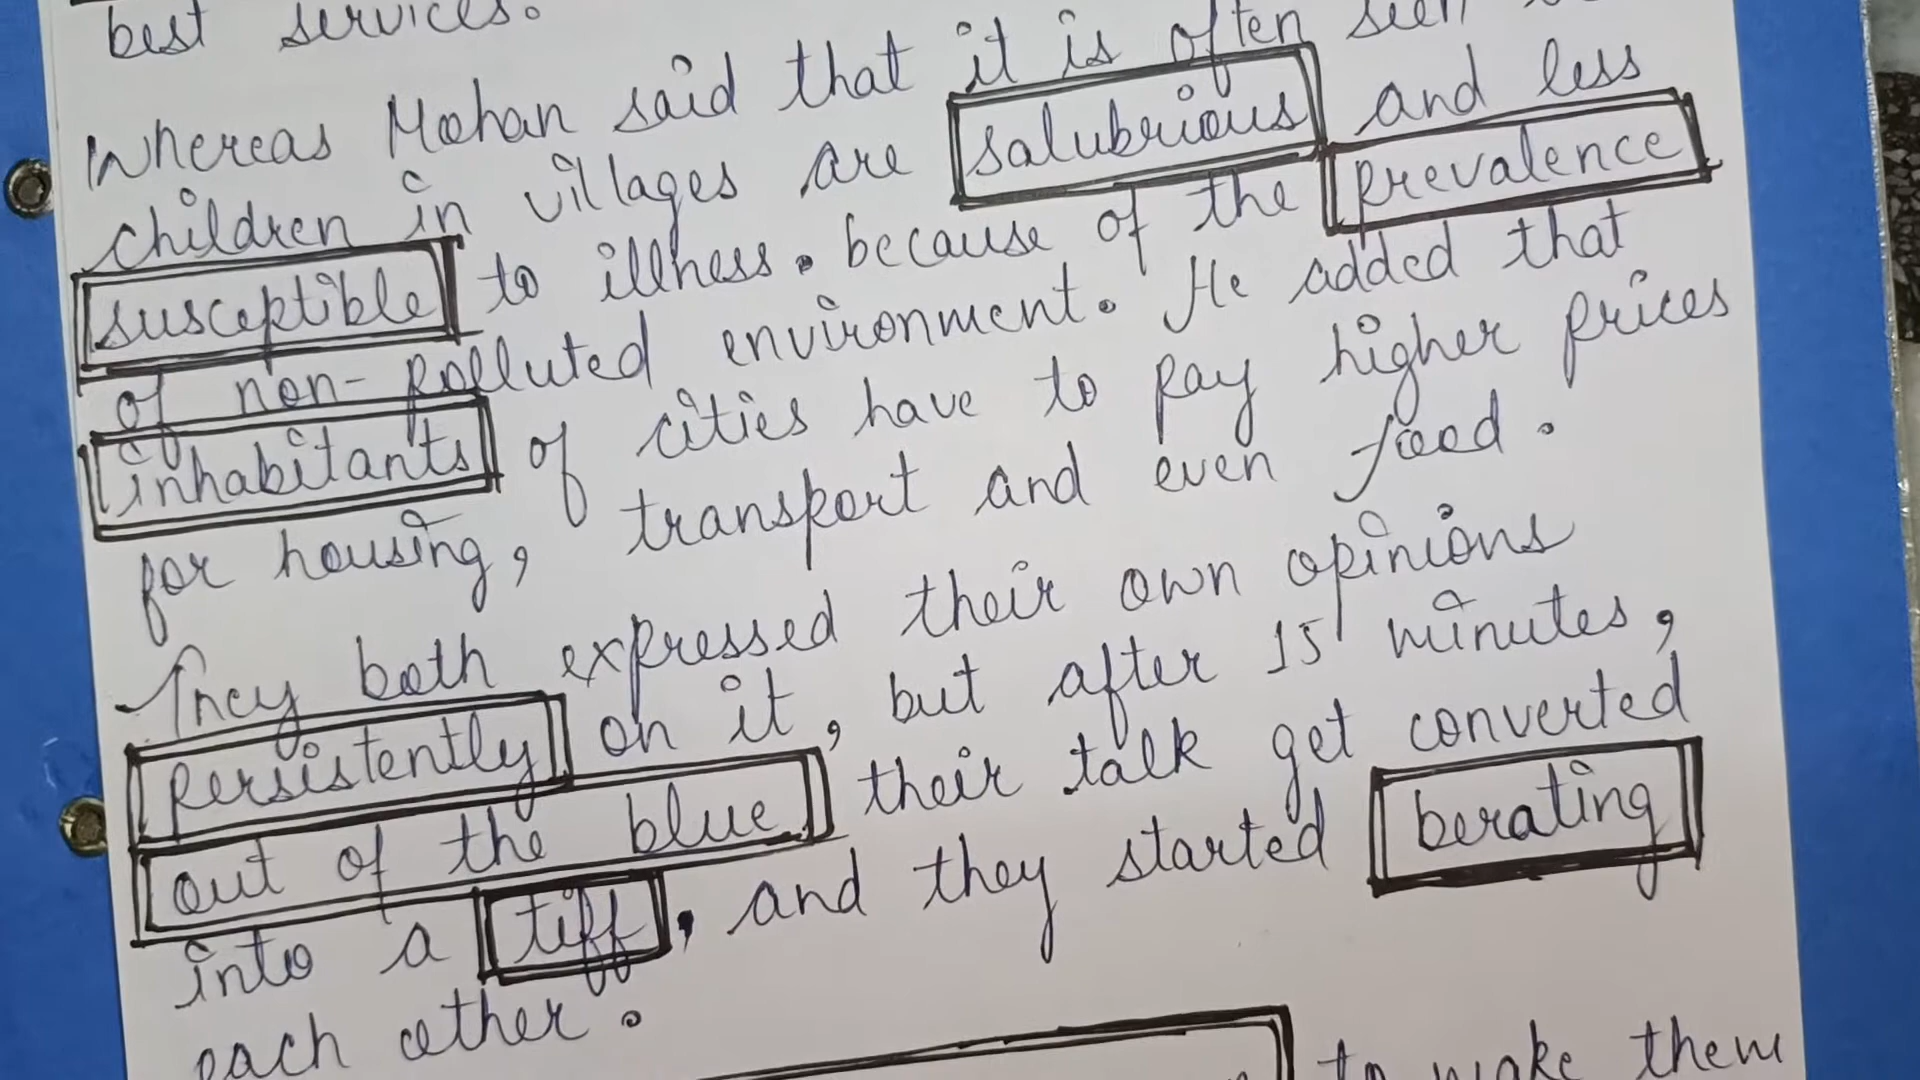 best services.
Whereas Mohan said that it is often seen
children in villages are salubrious and less
susceptible to illness. because of the prevalence
of non-polluted environment. He added that
inhabitants of cities have to pay higher prices
for housing, transport and even food.
They both expressed their own opinions
persistently on it, but after 15 minutes,
out of the blue, their talk get converted
into a tiff, and they started berating
each other.
to make them